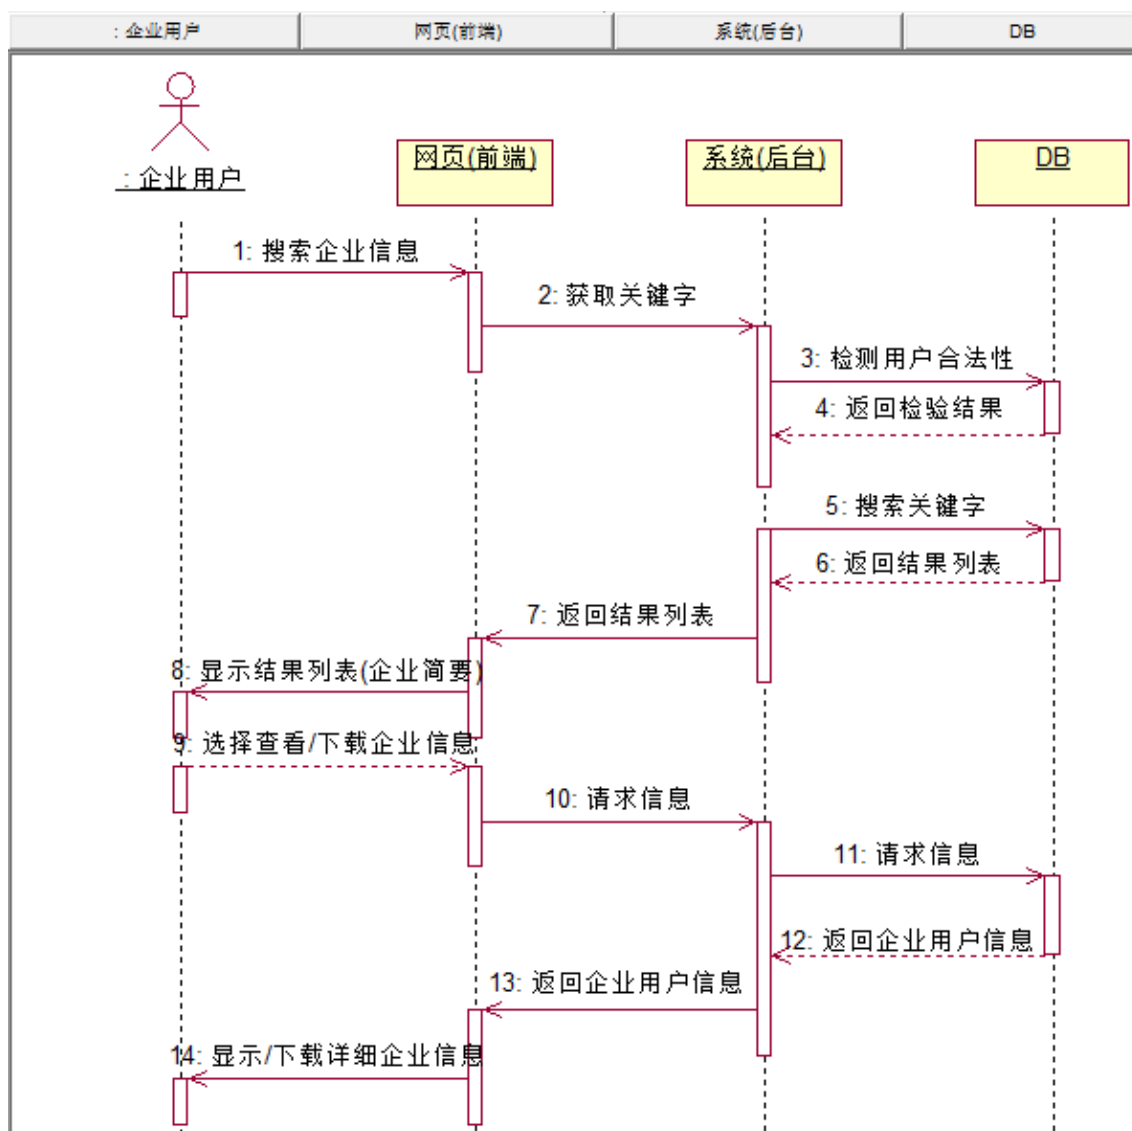 : 企业用户
网页(前端)
系统(后台)
DB
: 企业用户
网页(前端)
系统(后台)
DB
1: 搜索企业信息
2: 获取关键字
3: 检测用户合法性
4: 返回检验结果
5: 搜索关键字
6: 返回结果列表
7: 返回结果列表
8: 显示结果列表(企业简要)
9: 选择查看/下载企业信息
10: 请求信息
11: 请求信息
12: 返回企业用户信息
13: 返回企业用户信息
14: 显示/下载详细企业信息